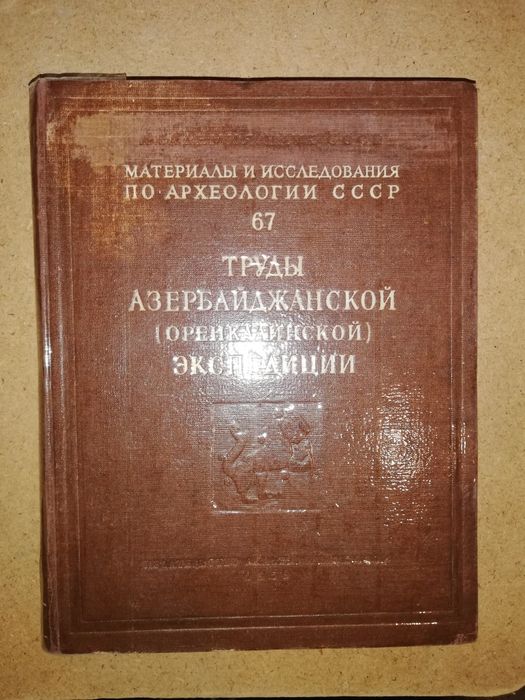 МАТЕРИАЛЫ И ИССЛЕДОВАНИЯ
ПО·АРХЕОЛОГИИ СССР
67
ТРУДЫ
АЗЕРБАЙДЖАНСКОЙ
(ОРЕНКАЛИНСКОЙ)
ЭКСПЕДИЦИИ